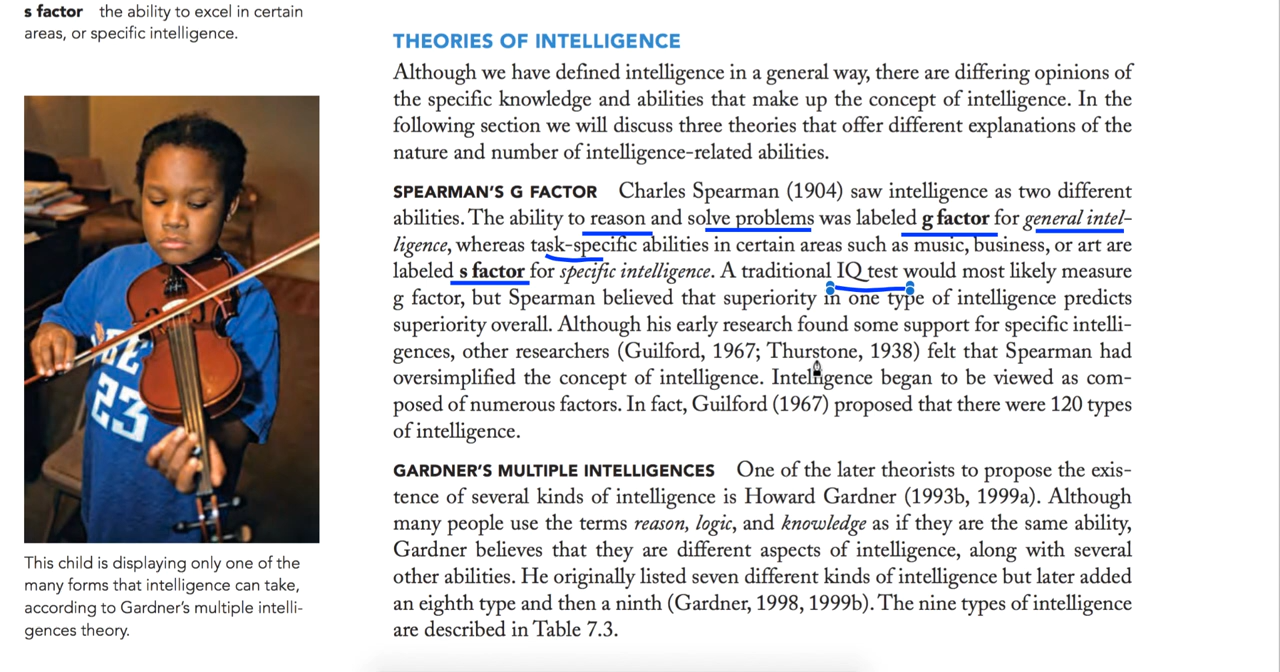 s factor the ability to excel in certain
areas, or specific intelligence.
BE
23
This child is displaying only one of the
many forms that intelligence can take,
according to Gardner's multiple intelli-
gences theory.
THEORIES OF INTELLIGENCE
Although we have defined intelligence in a general way, there are differing opinions of
the specific knowledge and abilities that make up the concept of intelligence. In the
following section we will discuss three theories that offer different explanations of the
nature and number of intelligence-related abilities.
SPEARMAN'S G FACTOR Charles Spearman (1904) saw intelligence as two different
abilities. The ability to reason and solve problems was labeled g factor for general intel-
ligence, whereas task-specific abilities in certain areas such as music, business, or art are
labeled s factor for specific intelligence. A traditional IQ test would most likely measure
g factor, but Spearman believed that superiority in one type of intelligence predicts
superiority overall. Although his early research found some support for specific intelli-
gences, other researchers (Guilford, 1967; Thurstone, 1938) felt that Spearman had
oversimplified the concept of intelligence. Intelligence began to be viewed as com-
posed of numerous factors. In fact, Guilford (1967) proposed that there were 120 types
of intelligence.
GARDNER'S MULTIPLE INTELLIGENCES One of the later theorists to propose the exis-
tence of several kinds of intelligence is Howard Gardner (1993b, 1999a). Although
many people use the terms reason, logic, and knowledge as if they are the same ability,
Gardner believes that they are different aspects of intelligence, along with several
other abilities. He originally listed seven different kinds of intelligence but later added
an eighth type and then a ninth (Gardner, 1998, 1999b). The nine types of intelligence
are described in Table 7.3.